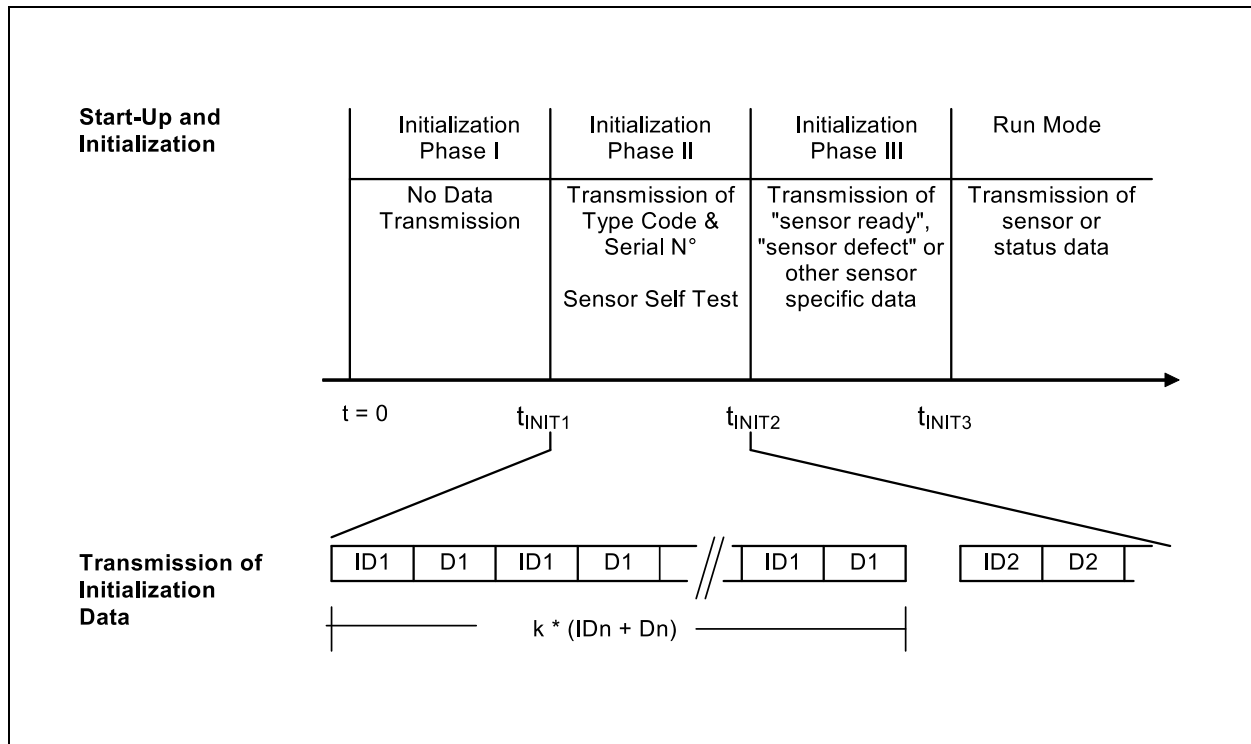 Start-Up and
Initialization
Initialization
Phase I
Initialization
Phase II
Initialization
Phase III
Run Mode
No Data
Transmission
Transmission of
Type Code &
Serial N°
Sensor Self Test
Transmission of
"sensor ready",
"sensor defect" or
other sensor
specific data
Transmission of
sensor or
status data
t = 0
tINIT1
tINIT2
tINIT3
Transmission of
Initialization
Data
ID1 D1 ID1 D1 // ID1 D1 ID2 D2
k * (IDn + Dn)